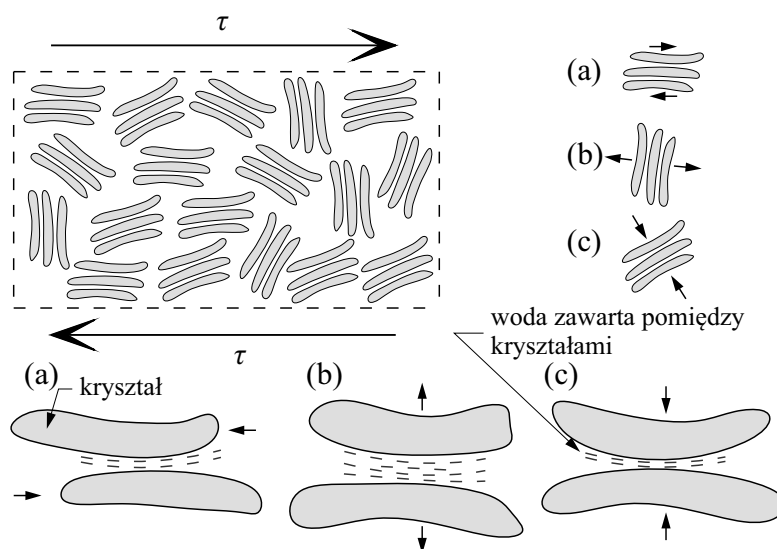 τ
(a)
(b)
(c)
τ
woda zawarta pomiędzy
kryształami
(a)
kryształ
(b)
(c)